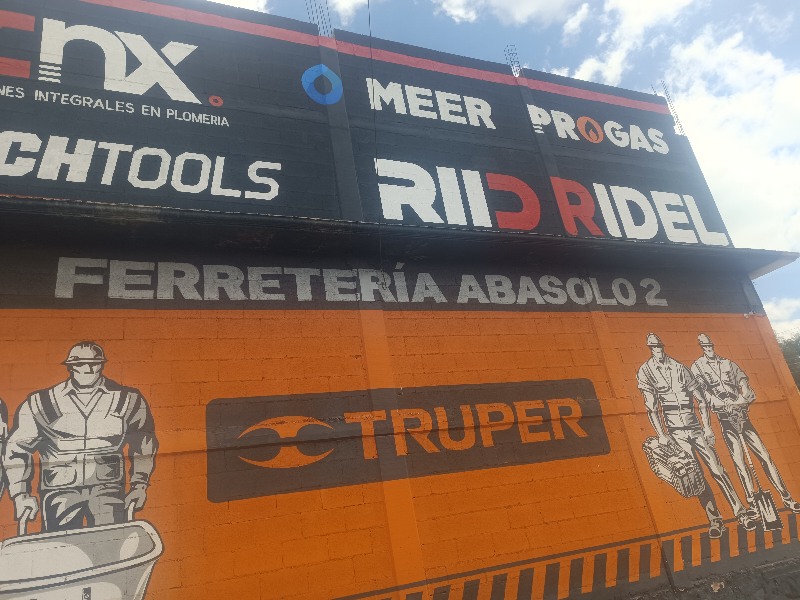 NX.
NES INTEGRALES EN PLOMERIA
MEER PROGAS
CHTOOLS
RIID RIDEL
FERRETERÍA ABASOLO 2
TRUPER